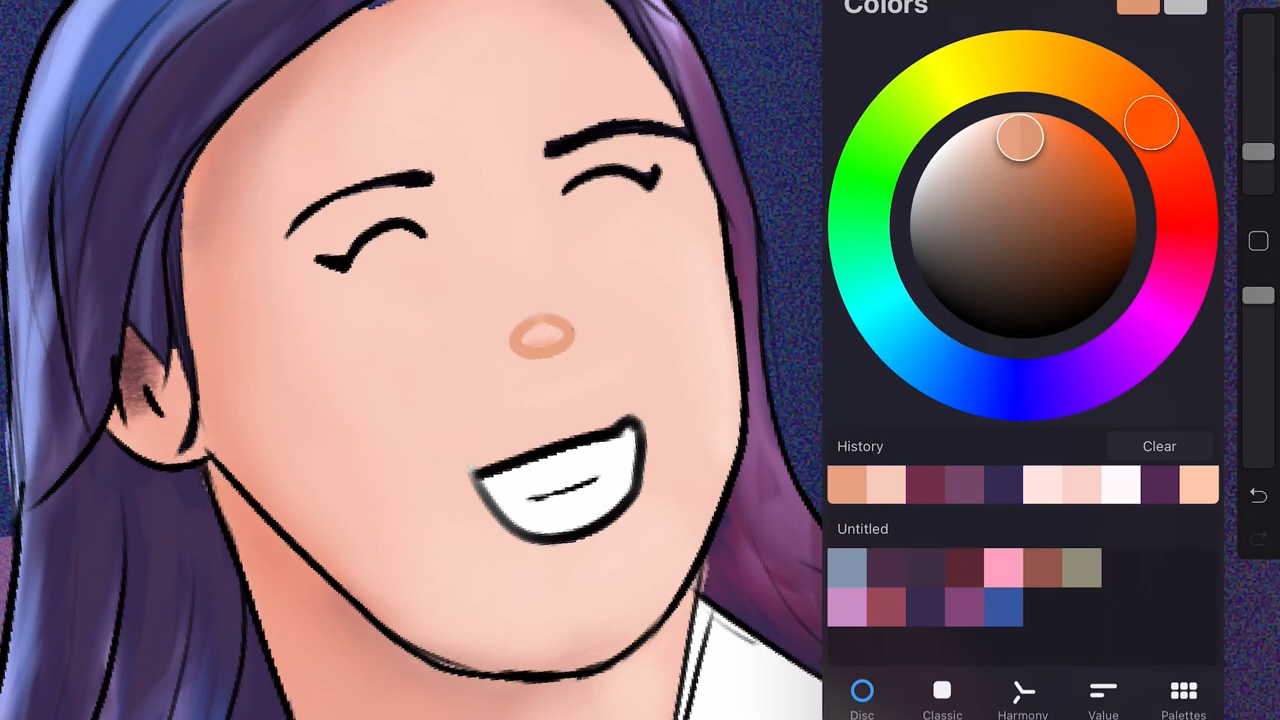 Colors
History
Clear
Untitled
Disc
Classic
Harmony
Value
Palettes